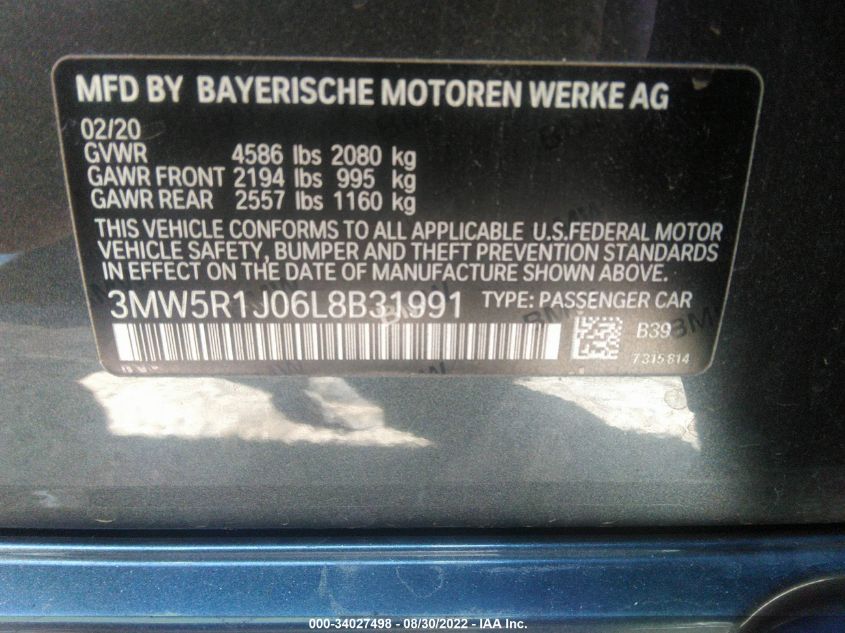 MFD BY BAYERISCHE MOTOREN WERKE AG
02/20
GVWR 4586 lbs 2080 kg
GAWR FRONT 2194 lbs 995 kg
GAWR REAR 2557 lbs 1160 kg
THIS VEHICLE CONFORMS TO ALL APPLICABLE U.S.FEDERAL MOTOR
VEHICLE SAFETY, BUMPER AND THEFT PREVENTION STANDARDS
IN EFFECT ON THE DATE OF MANUFACTURE SHOWN ABOVE.
3MW5R1J06L8B31991 TYPE: PASSENGER CAR
B39
7315814
000-34027498 - 08/30/2022 - IAA Inc.